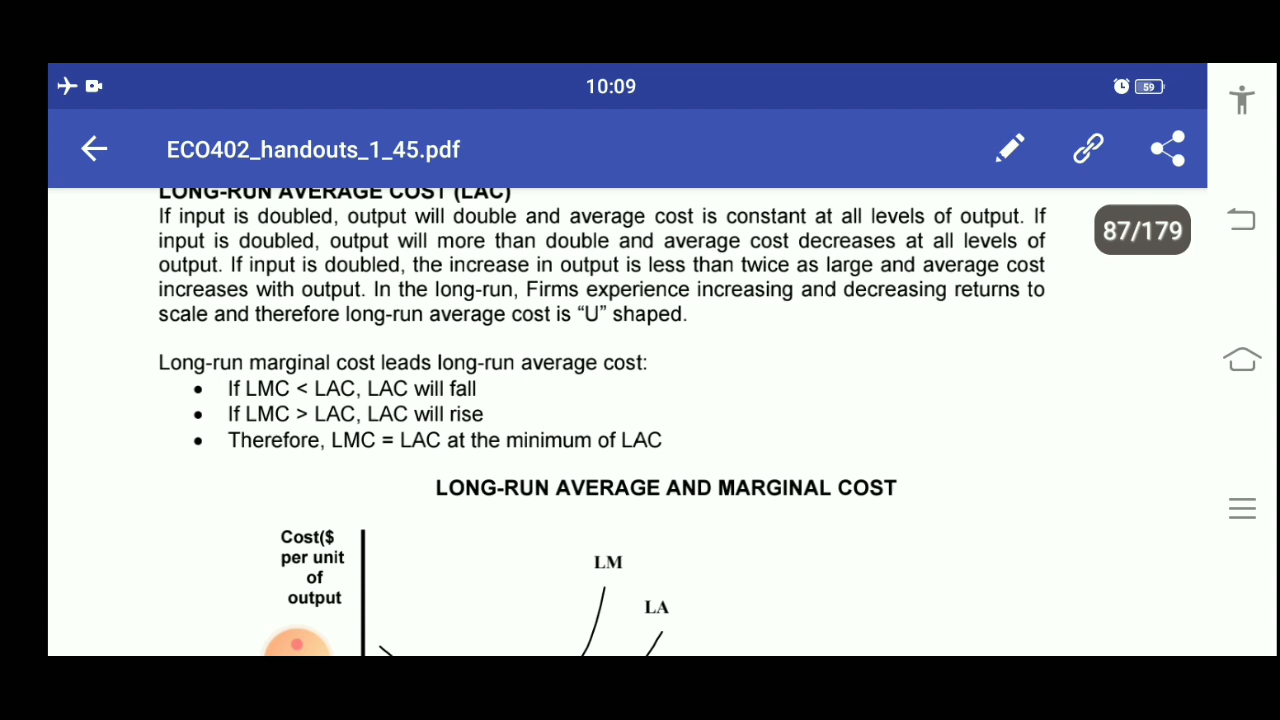 10:09
59
ECO402_handouts_1_45.pdf
LONG-RUN AVERAGE COST (LAC)
If input is doubled, output will double and average cost is constant at all levels of output. If
input is doubled, output will more than double and average cost decreases at all levels of
output. If input is doubled, the increase in output is less than twice as large and average cost
increases with output. In the long-run, Firms experience increasing and decreasing returns to
scale and therefore long-run average cost is “U” shaped.
87/179
Long-run marginal cost leads long-run average cost:
• If LMC < LAC, LAC will fall
• If LMC > LAC, LAC will rise
• Therefore, LMC = LAC at the minimum of LAC
LONG-RUN AVERAGE AND MARGINAL COST
Cost($
per unit
of
output
LM
LA